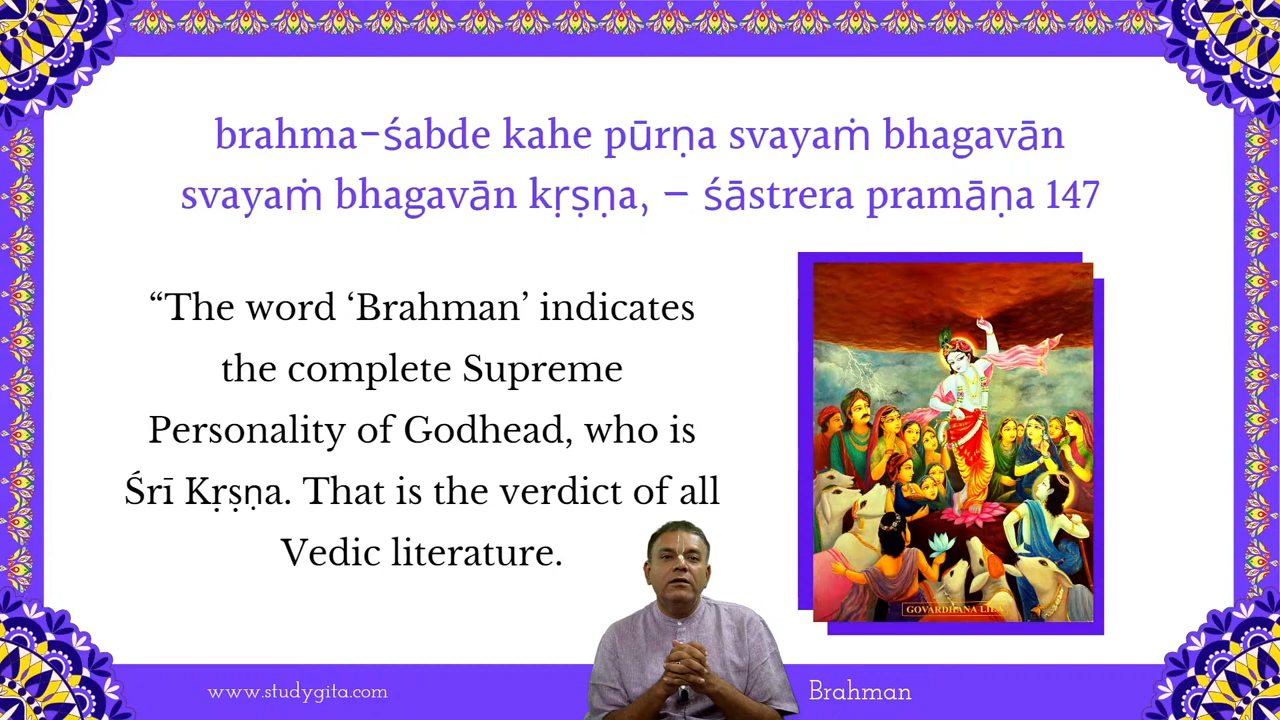 brahma-śabde kahe pūrṇa svayaṁ bhagavān
svayaṁ bhagavān kṛṣṇa, – śāstrera pramāṇa 147
“The word ‘Brahman’ indicates
the complete Supreme
Personality of Godhead, who is
Śrī Kṛṣṇa. That is the verdict of all
Vedic literature.
GOVARDHANA LILA
www.studygita.com
Brahman